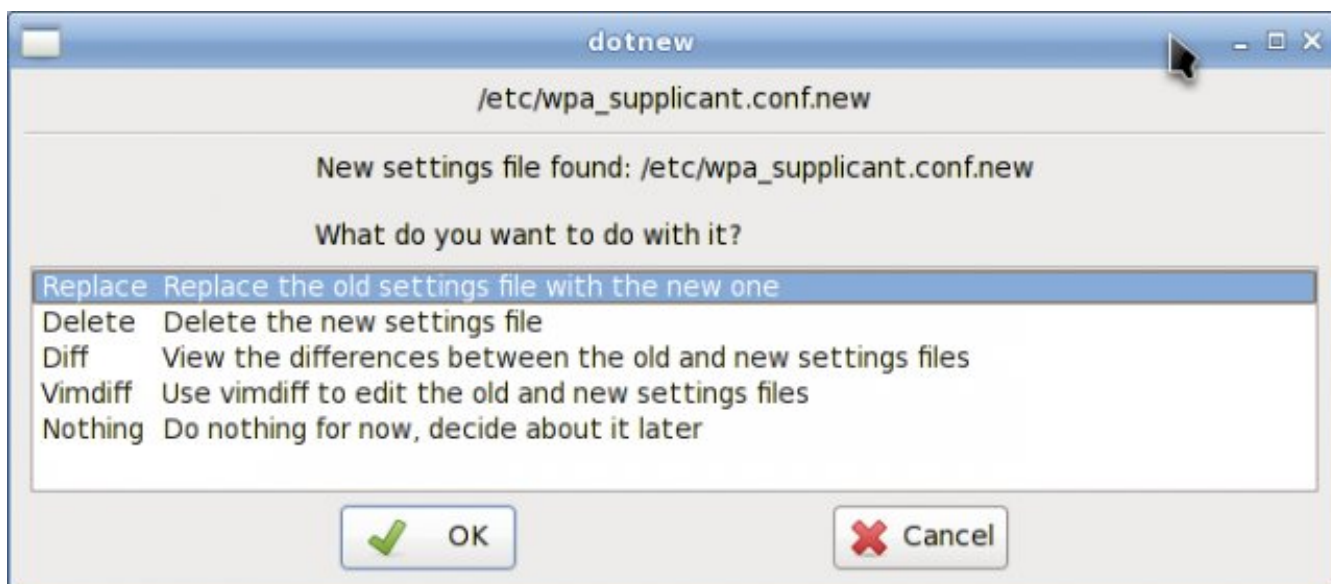 dotnew
/etc/wpa_supplicant.conf.new
New settings file found: /etc/wpa_supplicant.conf.new
What do you want to do with it?
Replace Replace the old settings file with the new one
Delete Delete the new settings file
Diff View the differences between the old and new settings files
Vimdiff Use vimdiff to edit the old and new settings files
Nothing Do nothing for now, decide about it later
OK Cancel